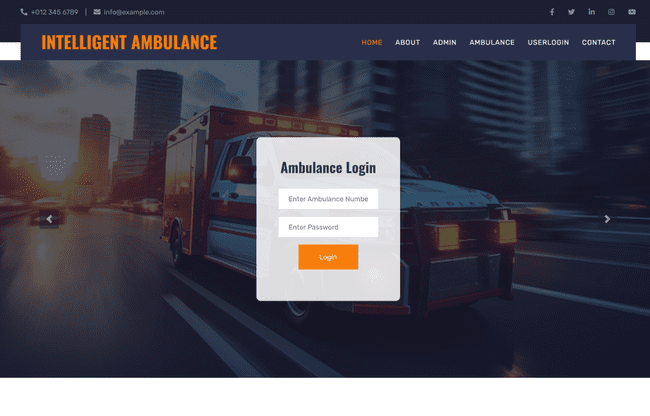 +012 345 6789 | info@example.com
INTELLIGENT AMBULANCE
HOME ABOUT ADMIN AMBULANCE USERLOGIN CONTACT
Ambulance Login
Enter Ambulance Numbe
Enter Password
Login